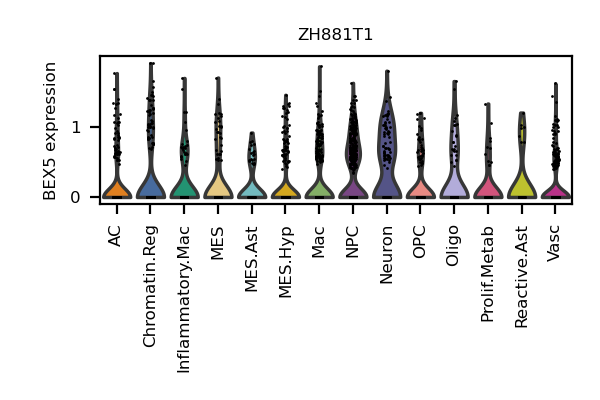 ZH881T1
BEX5 expression
1
0
AC
Chromatin.Reg
Inflammatory.Mac
MES
MES.Ast
MES.Hyp
Mac
NPC
Neuron
OPC
Oligo
Prolif.Metab
Reactive.Ast
Vasc